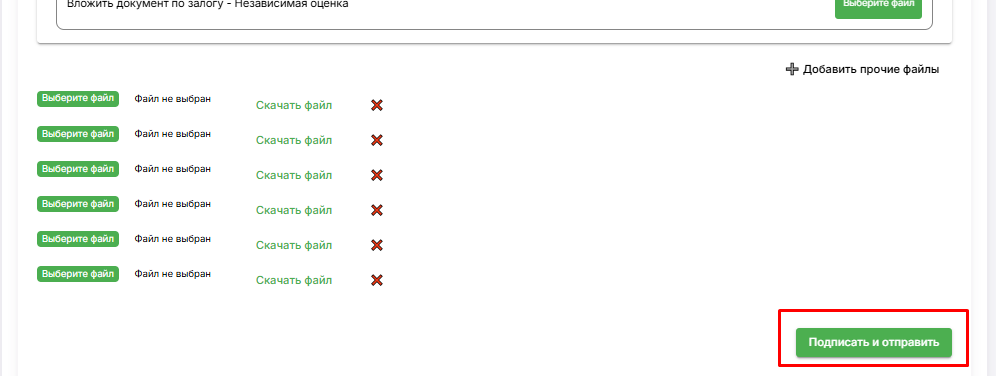 Вложить документ по залогу - Независимая оценка
Выберите файл
Добавить прочие файлы
Выберите файл Файл не выбран Скачать файл
Выберите файл Файл не выбран Скачать файл
Выберите файл Файл не выбран Скачать файл
Выберите файл Файл не выбран Скачать файл
Выберите файл Файл не выбран Скачать файл
Выберите файл Файл не выбран Скачать файл
Подписать и отправить